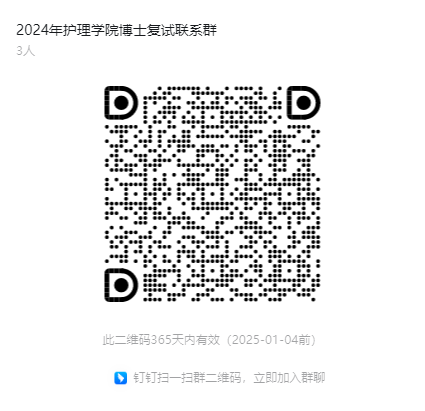 2024年护理学院博士复试联系群
3人
此二维码365天内有效（2025-01-04前）
钉钉扫一扫群二维码，立即加入群聊